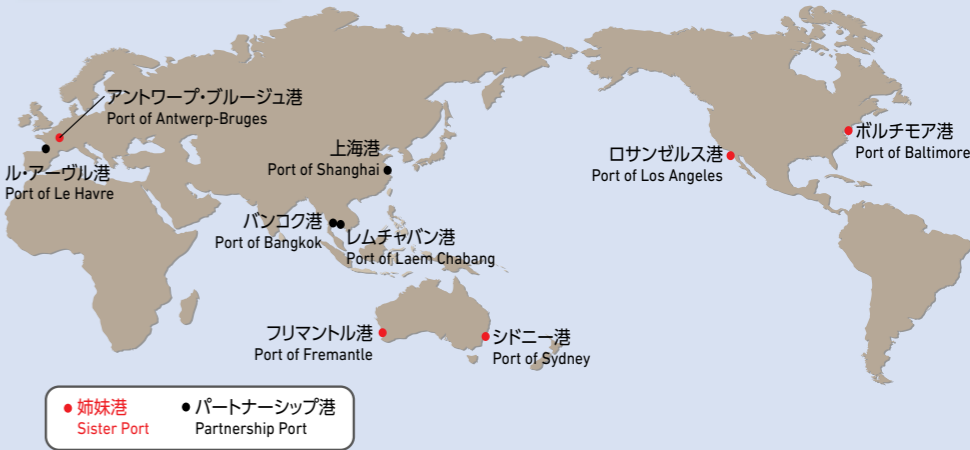 アントワープ・ブルージュ港
Port of Antwerp-Bruges
ル・アーヴル港
Port of Le Havre
上海港
Port of Shanghai
バンコク港
Port of Bangkok
レムチャバン港
Port of Laem Chabang
フリマントル港
Port of Fremantle
シドニー港
Port of Sydney
ロサンゼルス港
Port of Los Angeles
ボルチモア港
Port of Baltimore
姉妹港
Sister Port
パートナーシップ港
Partnership Port